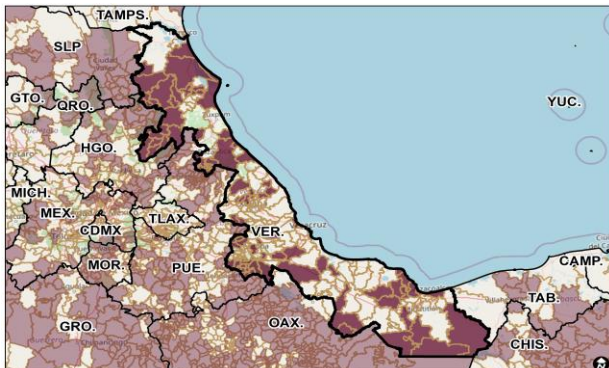 TAMPS.
SLP
YUC.
GTO.
QRO.
HGO.
MICH.
MEX.
TLAX.
CDMX
VER.
MOR.
PUE.
CAMP.
TAB.
OAX.
GRO.
CHIS.